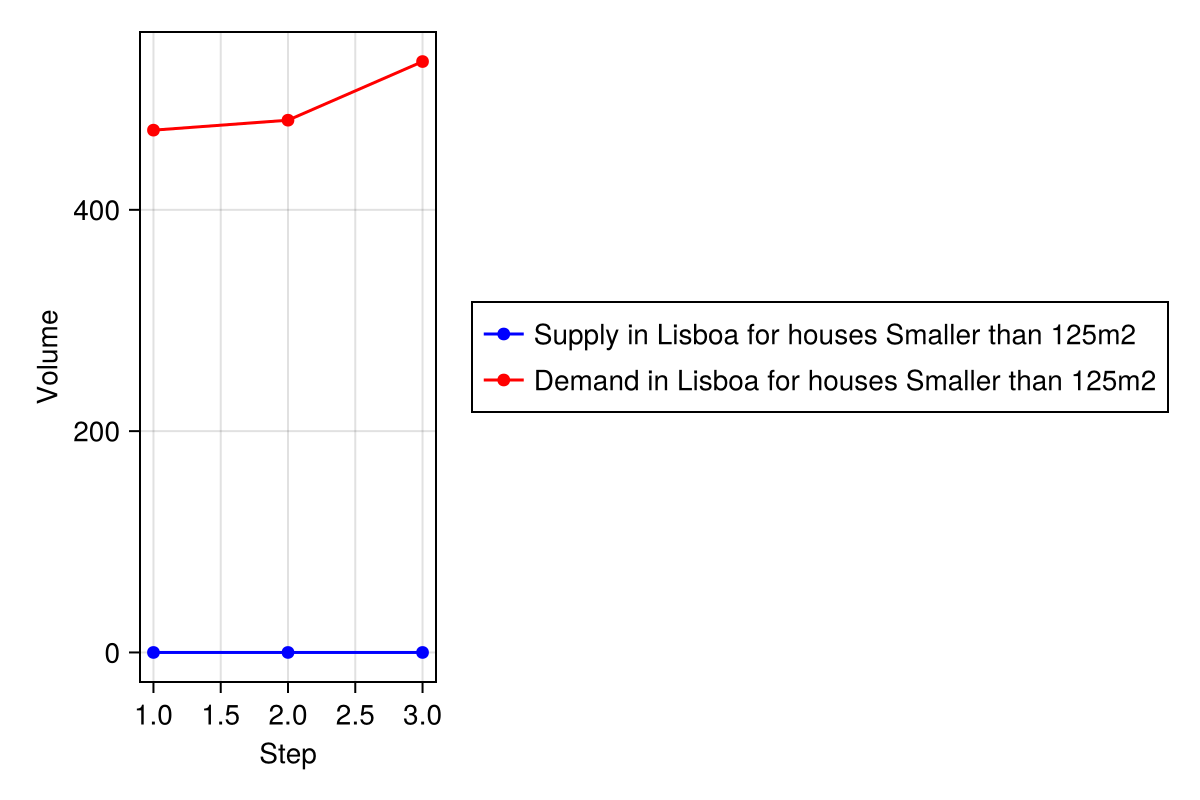 400
200
0
Volume
1.0 1.5 2.0 2.5 3.0
Step
Supply in Lisboa for houses Smaller than 125m2
Demand in Lisboa for houses Smaller than 125m2